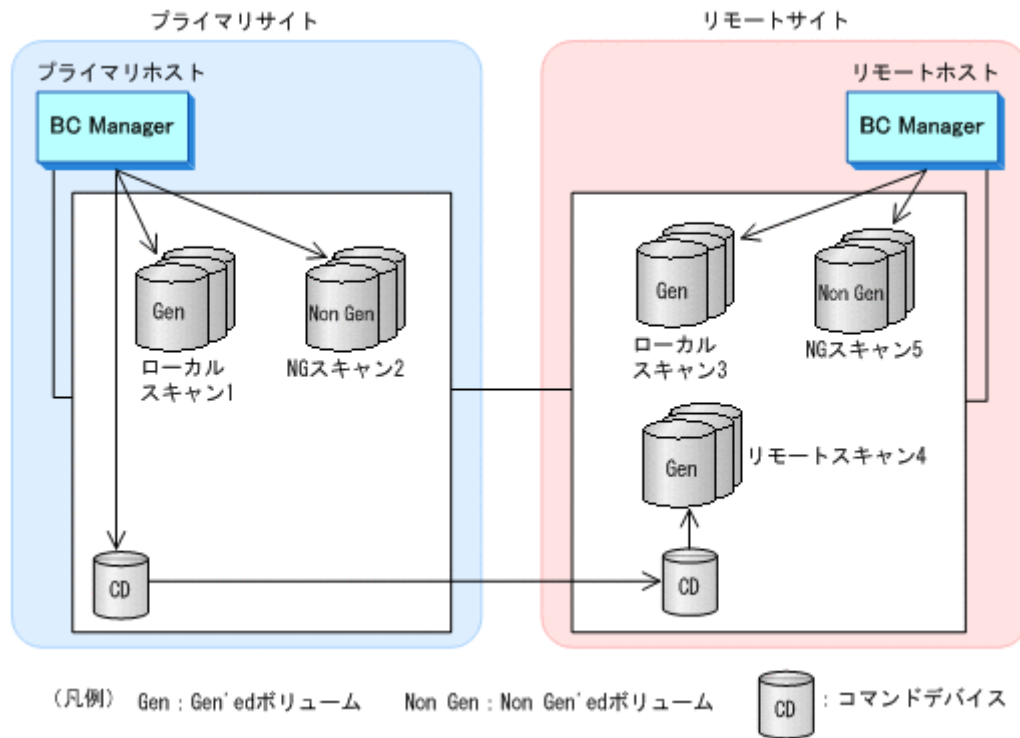 プライマリサイト
リモートサイト
プライマリホスト
リモートホスト
BC Manager
BC Manager
Gen
Non Gen
Gen
Non Gen
ローカル
スキャン1
NGスキャン2
ローカル
スキャン3
NGスキャン5
Gen
リモートスキャン4
CD
CD
(凡例) Gen:Gen'edボリューム Non Gen:Non Gen'edボリューム CD :コマンドデバイス